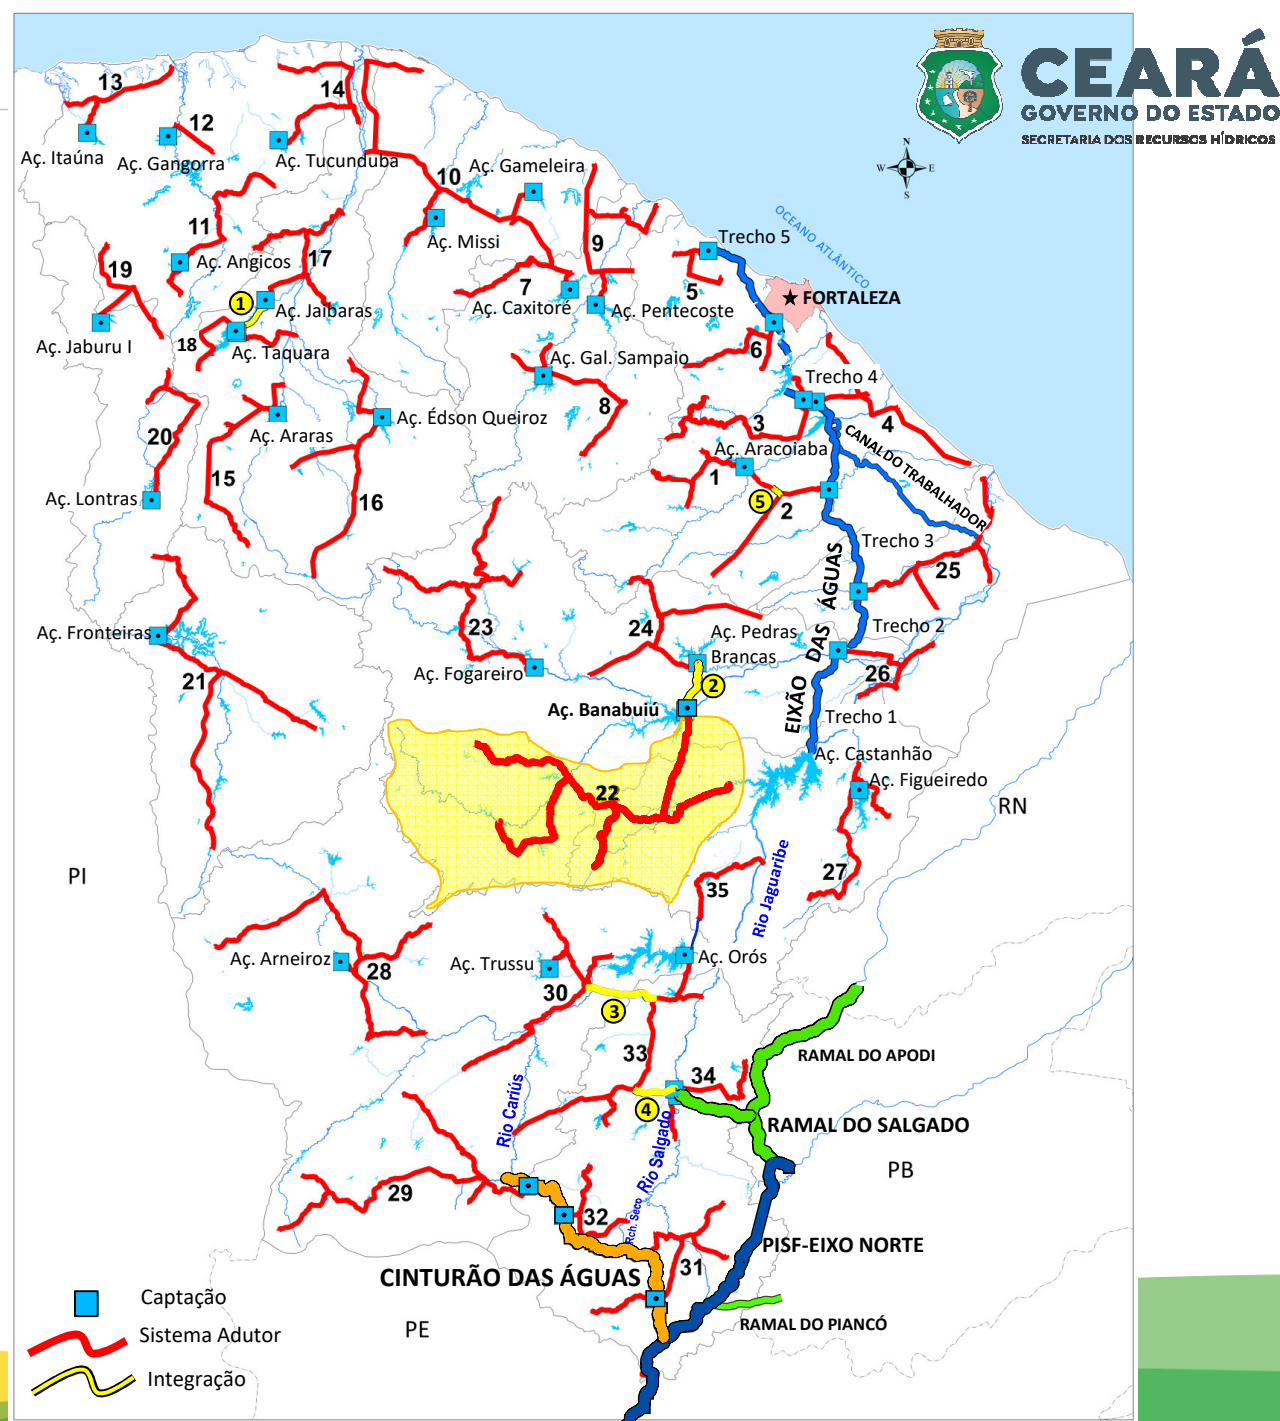 CEARÁ
GOVERNO DO ESTADO
SECRETARIA DOS RECURSOS HÍDRICOS
N
W
E
S
OCEANO ATLÂNTICO
13
14
12
Aç. Itaúna
Aç. Gangorra
Aç. Tucunduba
10
Aç. Gameleira
11
Aç. Missi
9
Trecho 5
Aç. Angicos
17
19
7
5
FORTALEZA
1
Aç. Jaibaras
Aç. Caxitoré
Aç. Pentecoste
Aç. Jaburu I
18
Aç. Taquara
Aç. Gal. Sampaio
6
Trecho 4
8
Aç. Édson Queiroz
3
4
20
Aç. Araras
CANAL DO TRABALHADOR
Aç. Aracoiaba
15
1
Aç. Lontras
16
5
2
Trecho 3
25
EIXÃO DAS ÁGUAS
Aç. Fronteiras
23
24
Aç. Pedras
Brancas
Trecho 2
Aç. Fogareiro
26
21
2
Aç. Banabuiú
Trecho 1
Aç. Castanhão
Aç. Figueiredo
22
RN
PI
27
35
Rio Jaguaribe
Aç. Arneiroz
28
Aç. Trussu
Aç. Orós
30
3
33
RAMAL DO APODI
34
Rio Cariús
4
RAMAL DO SALGADO
Rio Salgado
PB
29
32
Rch. Seco
PISF-EIXO NORTE
CINTURÃO DAS ÁGUAS
31
Captação
RAMAL DO PIANCÓ
PE
Sistema Adutor
Integração